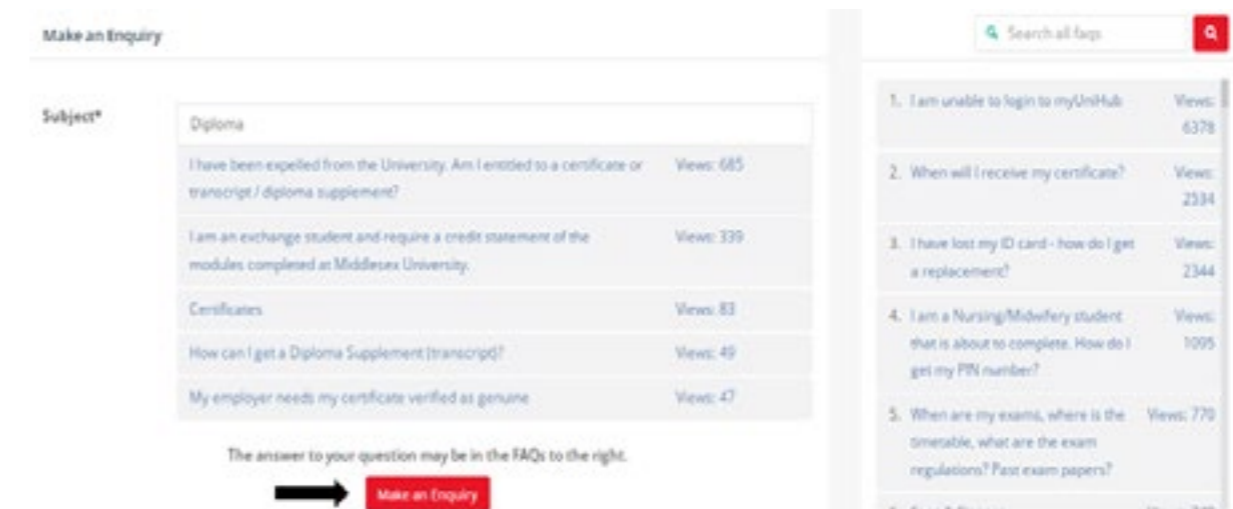 Make an Enquiry
Search all faqs
Subject*
Diploma
I have been expelled from the University. Am I entitled to a certificate or Views: 685
transcript / diploma supplement?
I am an exchange student and require a credit statement of the Views: 339
modules completed at Middlesex University.
Certificates Views: 83
How can I get a Diploma Supplement (transcript)? Views: 49
My employer needs my certificate verified as genuine Views: 47
The answer to your question may be in the FAQs to the right.
Make an Enquiry
1. I am unable to login to myUniHub Views:
6378
2. When will I receive my certificate? Views:
2534
3. I have lost my ID card - how do I get Views:
a replacement? 2344
4. I am a Nursing/Midwifery student Views:
that is about to complete. How do I 1095
get my PIN number?
5. When are my exams, where is the Views: 770
timetable, what are the exam
regulations? Past exam papers?